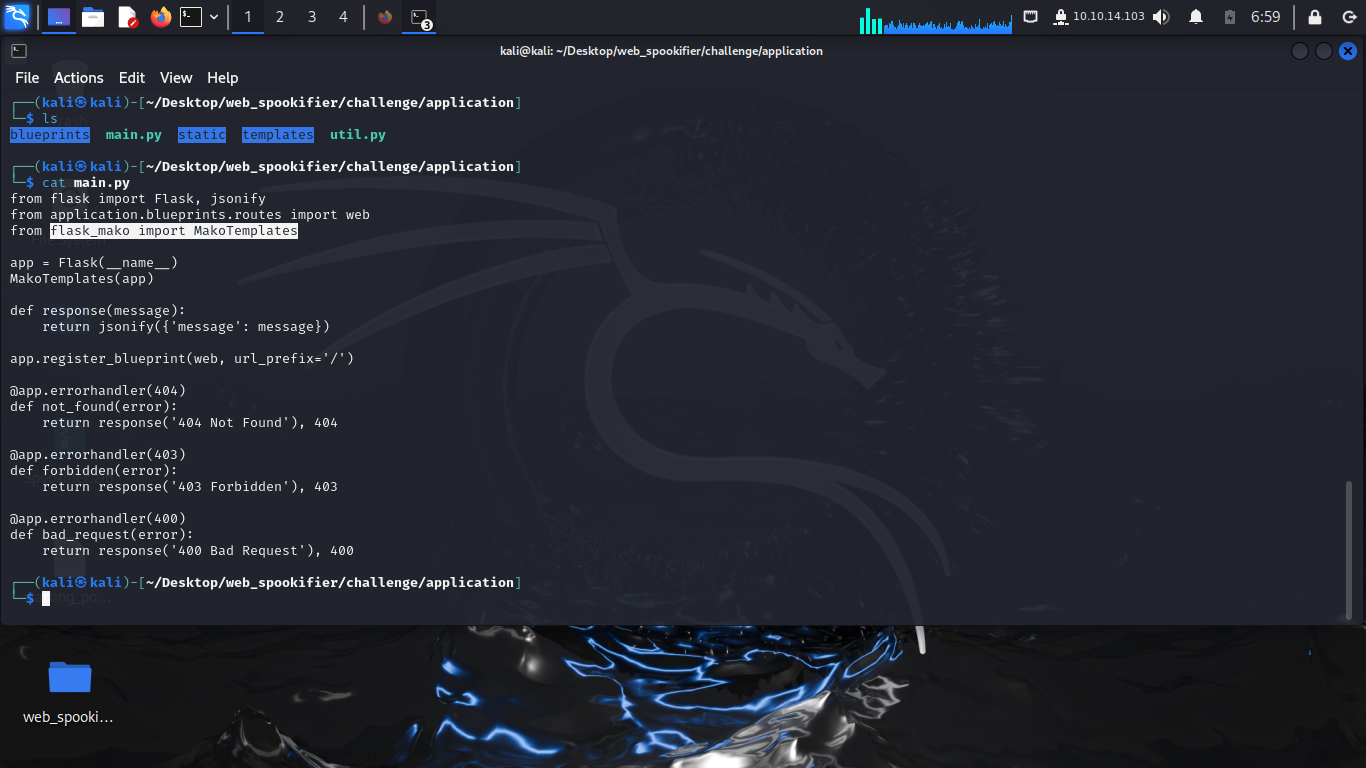 1 2 3 4
3
10.10.14.103
6:59
kali@kali: ~/Desktop/web_spookifier/challenge/application
File Actions Edit View Help
┌──(kali㉿kali)-[~/Desktop/web_spookifier/challenge/application]
└─$ ls
blueprints main.py static templates util.py
┌──(kali㉿kali)-[~/Desktop/web_spookifier/challenge/application]
└─$ cat main.py
from flask import Flask, jsonify
from application.blueprints.routes import web
from flask_mako import MakoTemplates
app = Flask(__name__)
MakoTemplates(app)
def response(message):
    return jsonify({'message': message})
app.register_blueprint(web, url_prefix='/')
@app.errorhandler(404)
def not_found(error):
    return response('404 Not Found'), 404
@app.errorhandler(403)
def forbidden(error):
    return response('403 Forbidden'), 403
@app.errorhandler(400)
def bad_request(error):
    return response('400 Bad Request'), 400
┌──(kali㉿kali)-[~/Desktop/web_spookifier/challenge/application]
└─$
web_spooki...